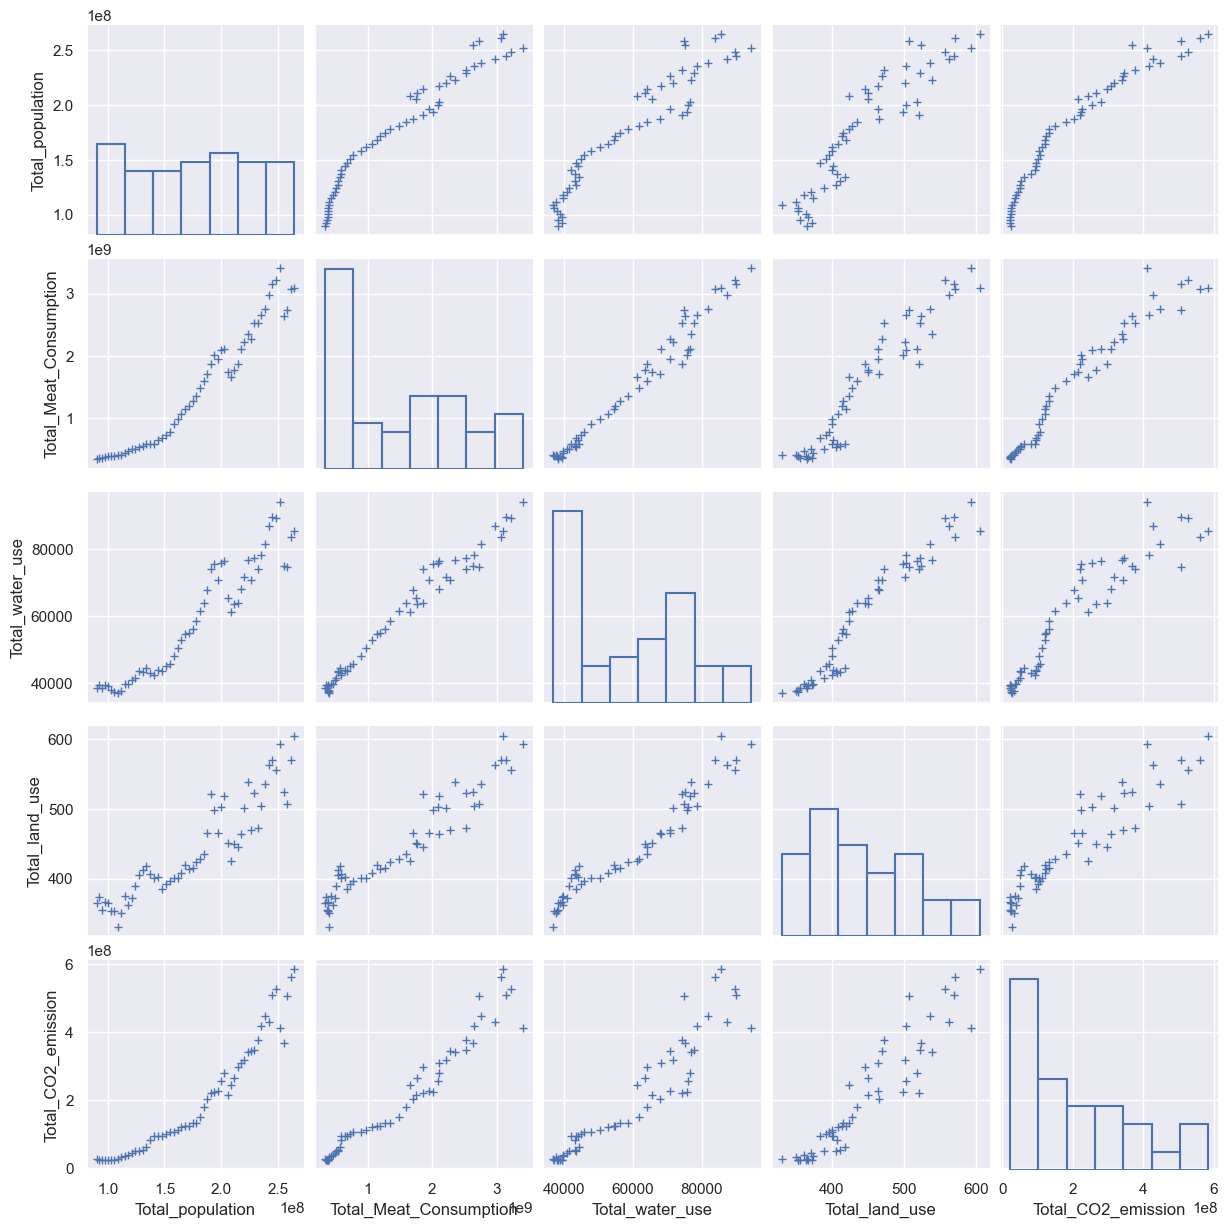 1e8
2.5
2.0
1.5
1.0
Total_population
1e9
3
2
1
Total_Meat_Consumption
80000
60000
40000
Total_water_use
600
500
400
Total_land_use
1e8
6
4
2
0
Total_CO2_emission
1.0 1.5 2.0 2.5 1 2 3 40000 60000 80000 400 500 600 0 2 4 6
1e8 1e9 1e8
Total_population Total_Meat_Consumption Total_water_use Total_land_use Total_CO2_emission